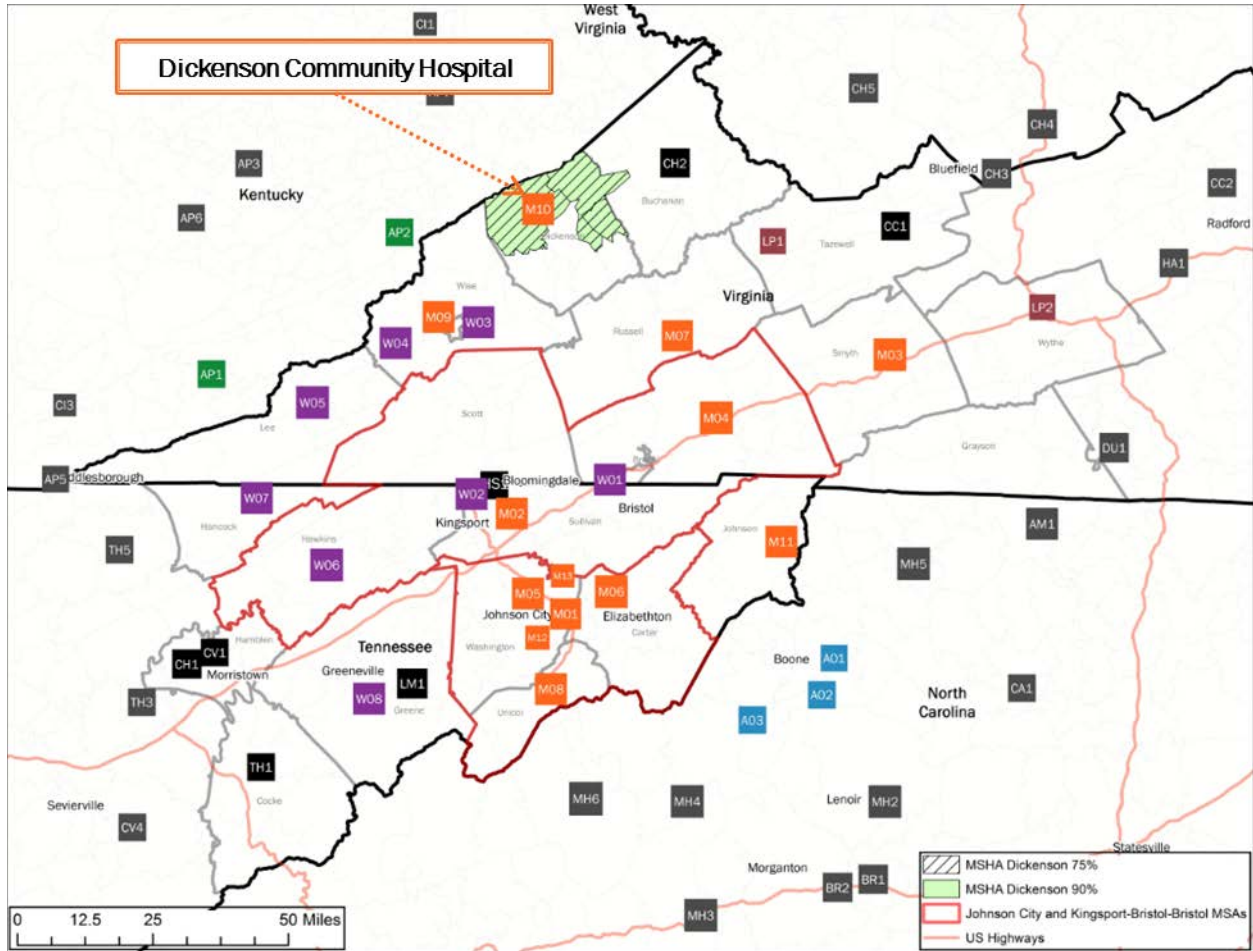 West
Virginia
CI1
Dickenson Community Hospital
CH5
CH4
AP3
Kentucky
CH2
Bluefield
CH3
CC2
Buchanan
AP6
M10
Radford
AP2
CC1
LP1
Tazewell
HA1
Wise
Virginia
LP2
M09
W03
W04
Russell
M07
Smyth
M03
Wythe
AP1
W05
CI3
Lee
Scott
M04
Grayson
DU1
AP5
W01
W02
Bloomingdale
W07
Kingsport
M02
Sullivan
Bristol
Hancock
Hawkins
Johnson
M11
AM1
TH5
MH5
W06
M13
M05
M06
Johnson City
M01
Elizabethton
Carter
M12
Hamblen
Tennessee
Washington
CH1
CV1
Morristown
Greeneville
LM1
W08
Greene
M08
Unicoi
Boone
A01
A02
A03
North
Carolina
CA1
TH3
TH1
Cocke
Sevierville
CV4
MH6
MH4
Lenoir
MH2
Statesville
Morganton
BR2
BR1
MH3
MSHA Dickenson 75%
MSHA Dickenson 90%
Johnson City and Kingsport-Bristol-Bristol MSAs
US Highways
0 12.5 25 50 Miles